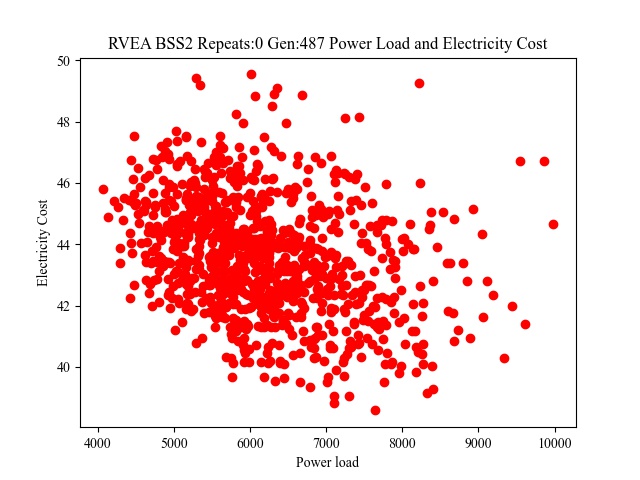 RVEA BSS2 Repeats:0 Gen:487 Power Load and Electricity Cost
50
48
46
44
42
40
Electricity Cost
4000 5000 6000 7000 8000 9000 10000
Power load